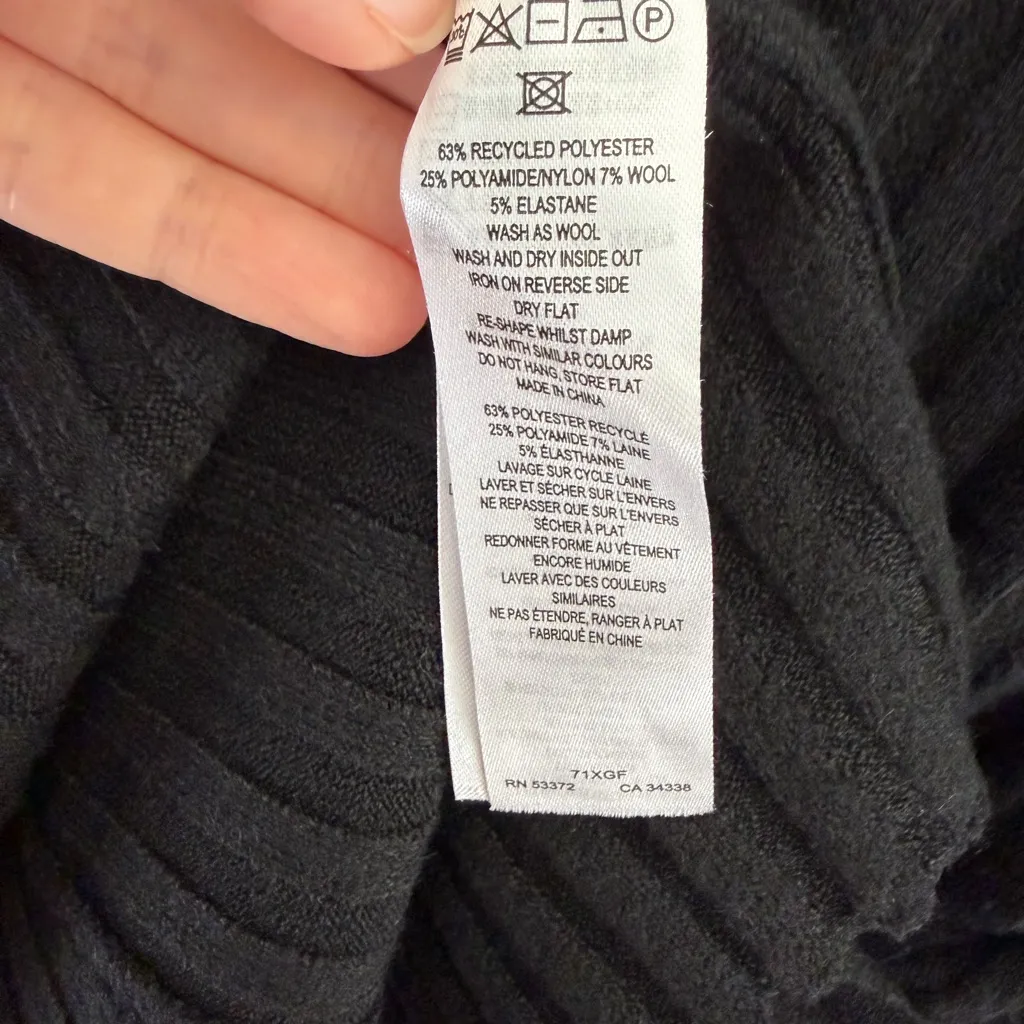 P
63% RECYCLED POLYESTER
25% POLYAMIDE/NYLON 7% WOOL
5% ELASTANE
WASH AS WOOL
WASH AND DRY INSIDE OUT
IRON ON REVERSE SIDE
DRY FLAT
RE-SHAPE WHILST DAMP
WASH WITH SIMILAR COLOURS
DO NOT HANG, STORE FLAT
MADE IN CHINA
63% POLYESTER RECYCLÉ
25% POLYAMIDE 7% LAINE
5% ÉLASTHANNE
LAVAGE SUR CYCLE LAINE
LAVER ET SÉCHER SUR L'ENVERS
NE REPASSER QUE SUR L'ENVERS
SÉCHER À PLAT
REDONNER FORME AU VÊTEMENT
ENCORE HUMIDE
LAVER AVEC DES COULEURS
SIMILAIRES
NE PAS ÉTENDRE, RANGER À PLAT
FABRIQUÉ EN CHINE
71XGF
RN 53372 CA 34338